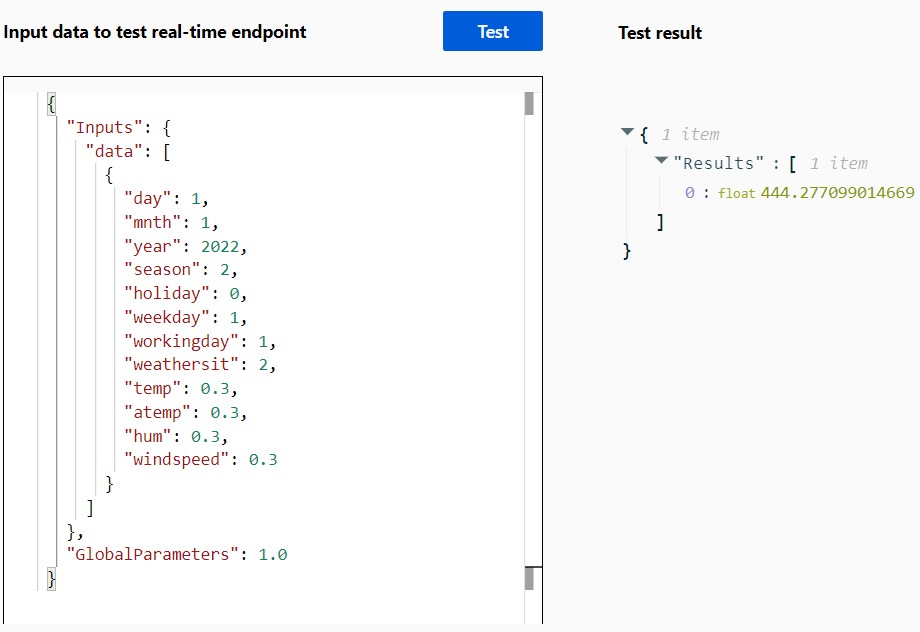 Input data to test real-time endpoint
Test
{
"Inputs": {
"data": [
{
"day": 1,
"mnth": 1,
"year": 2022,
"season": 2,
"holiday": 0,
"weekday": 1,
"workingday": 1,
"weathersit": 2,
"temp": 0.3,
"atemp": 0.3,
"hum": 0.3,
"windspeed": 0.3
}
]
},
"GlobalParameters": 1.0
}
Test result
{ 1 item
"Results" : [ 1 item
0 : float 444.277099014669
]
}